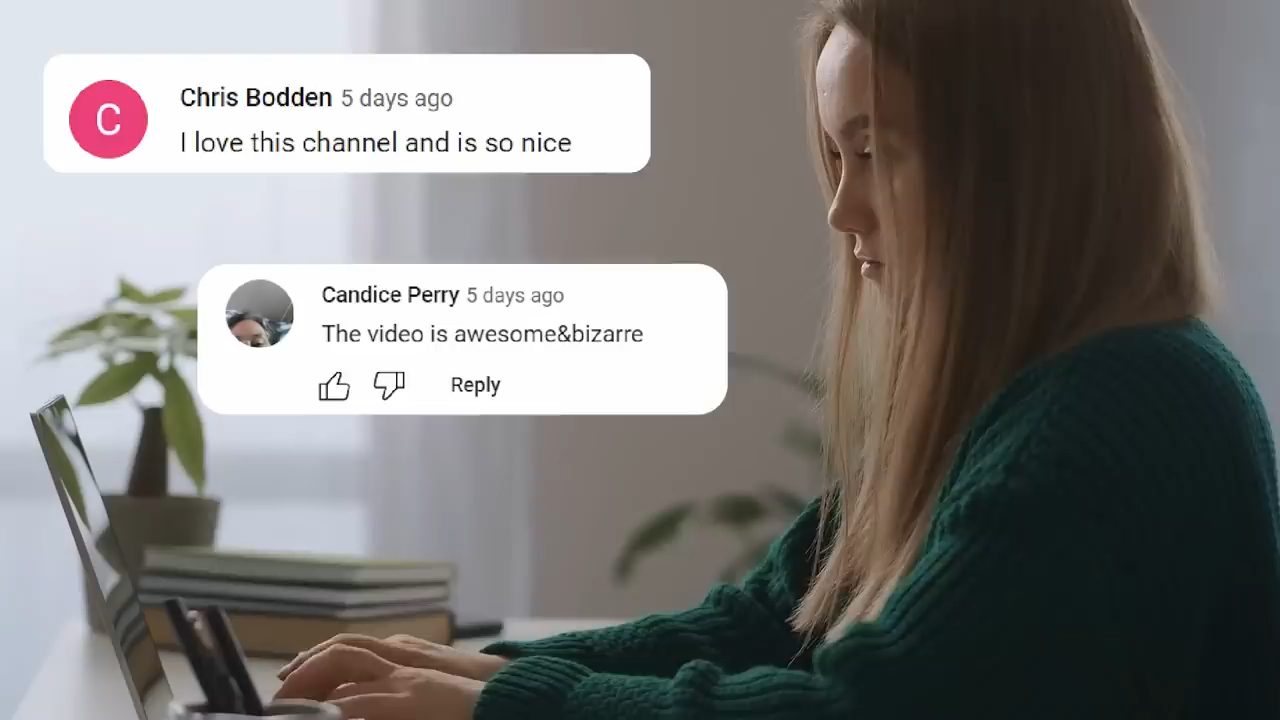 C
Chris Bodden 5 days ago
I love this channel and is so nice
Candice Perry 5 days ago
The video is awesome&bizarre
Reply